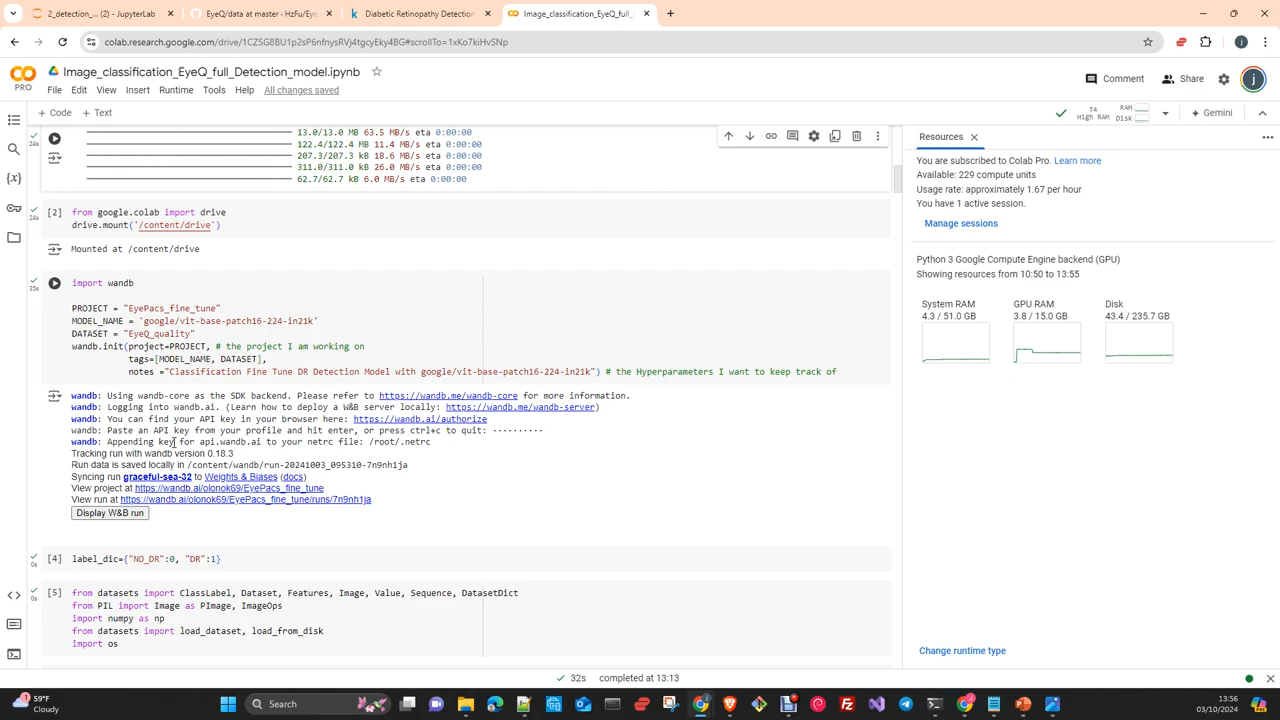 2_detection_... (2) - JupyterLab
EyeQ/data at master · HzFu/Eye
Diabetic Retinopathy Detection
Image_classification_EyeQ_full_
colab.research.google.com/drive/1CZSG8BU1p2sP6nfnysRVj4tgcyEky4BG#scrollTo=1xKo7kiHvSNp
j
PRO
Image_classification_EyeQ_full_Detection_model.ipynb
Comment
Share
j
File Edit View Insert Runtime Tools Help All changes saved
+ Code + Text
T4
High RAM
RAM
Disk
Gemini
24s
13.0/13.0 MB 63.5 MB/s eta 0:00:00
122.4/122.4 MB 11.4 MB/s eta 0:00:00
207.3/207.3 kB 18.6 MB/s eta 0:00:00
311.0/311.0 kB 26.0 MB/s eta 0:00:00
62.7/62.7 kB 6.0 MB/s eta 0:00:00
24s
[2] from google.colab import drive
drive.mount('/content/drive')
Mounted at /content/drive
35s
import wandb
PROJECT = "EyePacs_fine_tune"
MODEL_NAME = 'google/vit-base-patch16-224-in21k'
DATASET = "EyeQ_quality"
wandb.init(project=PROJECT, # the project I am working on
tags=[MODEL_NAME, DATASET],
notes ="Classification Fine Tune DR Detection Model with google/vit-base-patch16-224-in21k") # the Hyperparameters I want to keep track of
wandb: Using wandb-core as the SDK backend. Please refer to https://wandb.me/wandb-core for more information.
wandb: Logging into wandb.ai. (Learn how to deploy a W&B server locally: https://wandb.me/wandb-server)
wandb: You can find your API key in your browser here: https://wandb.ai/authorize
wandb: Paste an API key from your profile and hit enter, or press ctrl+c to quit: ··········
wandb: Appending key for api.wandb.ai to your netrc file: /root/.netrc
Tracking run with wandb version 0.18.3
Run data is saved locally in /content/wandb/run-20241003_095310-7n9nh1ja
Syncing run graceful-sea-32 to Weights & Biases (docs)
View project at https://wandb.ai/olonok69/EyePacs_fine_tune
View run at https://wandb.ai/olonok69/EyePacs_fine_tune/runs/7n9nh1ja
Display W&B run
0s
[4] label_dic={"NO_DR":0, "DR":1}
0s
[5] from datasets import ClassLabel, Dataset, Features, Image, Value, Sequence, DatasetDict
from PIL import Image as PImage, ImageOps
import numpy as np
from datasets import load_dataset, load_from_disk
import os
Resources
You are subscribed to Colab Pro. Learn more
Available: 229 compute units
Usage rate: approximately 1.67 per hour
You have 1 active session.
Manage sessions
Python 3 Google Compute Engine backend (GPU)
Showing resources from 10:50 to 13:55
System RAM
4.3 / 51.0 GB
GPU RAM
3.8 / 15.0 GB
Disk
43.4 / 235.7 GB
Change runtime type
32s completed at 13:13
59°F
Cloudy
Search
13:56
03/10/2024